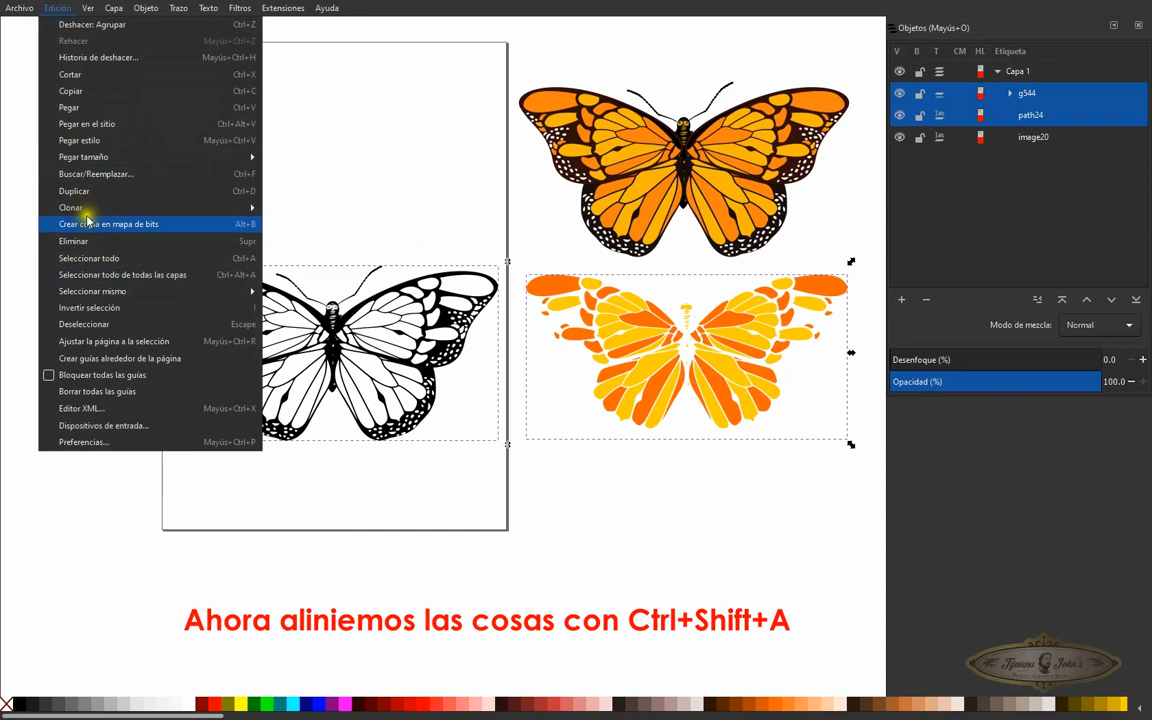 Archivo Edición Ver Capa Objeto Trazo Texto Filtros Extensiones Ayuda
Deshacer: Agrupar Ctrl+Z
Rehacer Mayús+Ctrl+Z
Historia de deshacer... Mayús+Ctrl+H
Cortar Ctrl+X
Copiar Ctrl+C
Pegar Ctrl+V
Pegar en el sitio Ctrl+Alt+V
Pegar estilo Mayús+Ctrl+V
Pegar tamaño
Buscar/Reemplazar... Ctrl+F
Duplicar Ctrl+D
Clonar
Crear copia en mapa de bits Alt+B
Eliminar Supr
Seleccionar todo Ctrl+A
Seleccionar todo de todas las capas Ctrl+Alt+A
Seleccionar mismo
Invertir selección I
Deseleccionar Escape
Ajustar la página a la selección Mayús+Ctrl+R
Crear guías alrededor de la página
Bloquear todas las guías
Borrar todas las guías
Editor XML... Mayús+Ctrl+X
Dispositivos de entrada...
Preferencias... Mayús+Ctrl+P
Objetos (Mayús+O)
V B T CM HL Etiqueta
Capa 1
g544
path24
image20
Modo de mezcla: Normal
Desenfoque (%) 0.0
Opacidad (%) 100.0
Ahora aliniemos las cosas con Ctrl+Shift+A
Tijuana John's